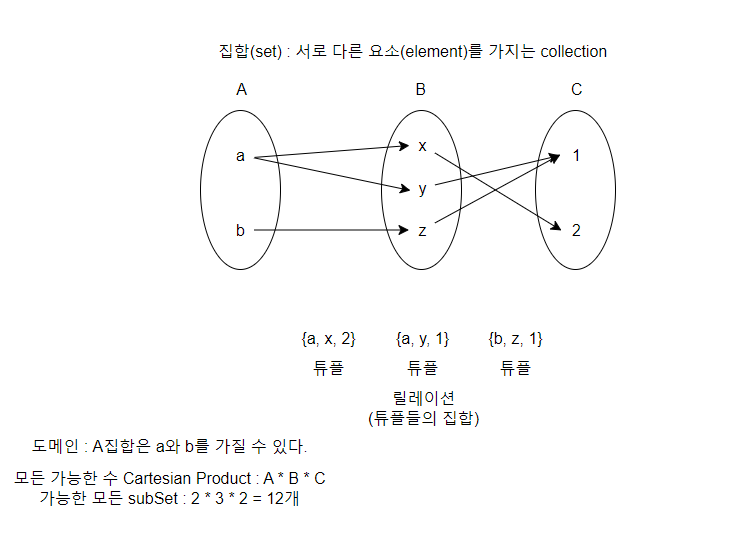 집합(set) : 서로 다른 요소(element)를 가지는 collection
A B C
a x 1
y
b z 2
{a, x, 2} {a, y, 1} {b, z, 1}
튜플 튜플 튜플
릴레이션
(튜플들의 집합)
도메인 : A집합은 a와 b를 가질 수 있다.
모든 가능한 수 Cartesian Product : A * B * C
가능한 모든 subSet : 2 * 3 * 2 = 12개